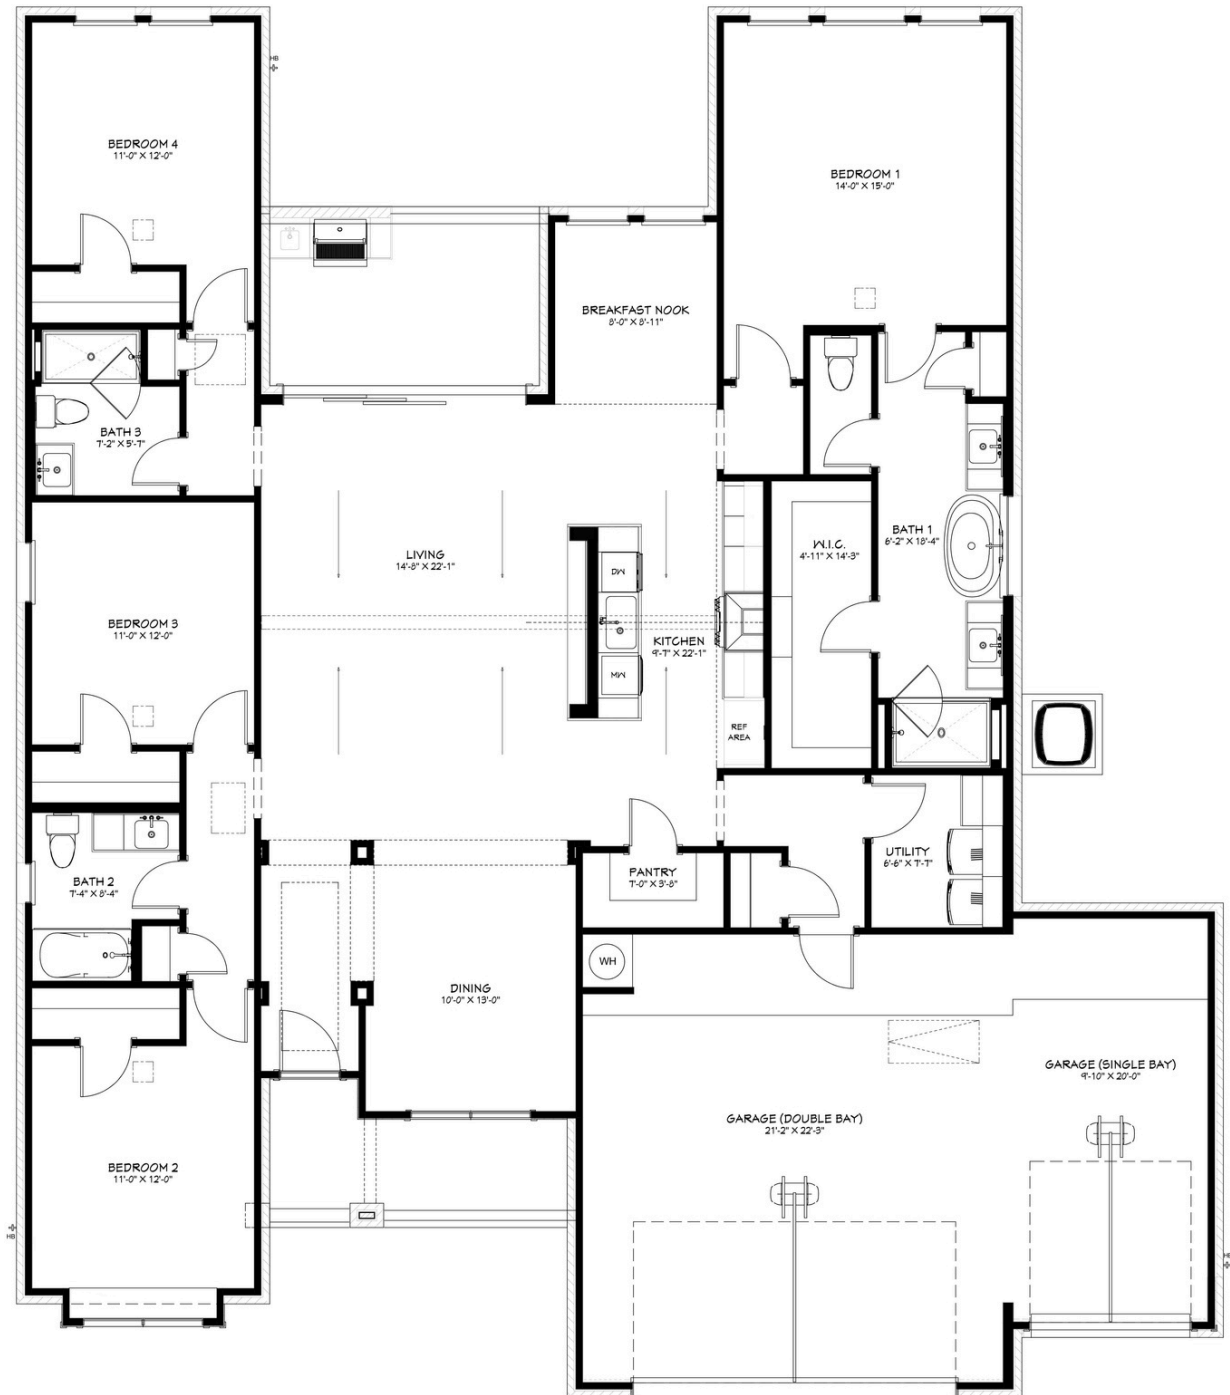 HB
BEDROOM 4
11'-0" X 12'-0"
BEDROOM 1
14'-0" X 15'-0"
BREAKFAST NOOK
8'-0" X 8'-11"
BATH 3
7'-2" X 5'-7"
LIVING
14'-8" X 22'-1"
W.I.C.
4'-11" X 14'-3"
BATH 1
6'-2" X 18'-4"
DW
BEDROOM 3
11'-0" X 12'-0"
KITCHEN
9'-7" X 22'-1"
MW
REF
AREA
BATH 2
7'-4" X 8'-4"
PANTRY
7'-0" X 3'-8"
UTILITY
6'-6" X 7'-7"
WH
DINING
10'-0" X 13'-0"
GARAGE (SINGLE BAY)
9'-10" X 20'-0"
GARAGE (DOUBLE BAY)
21'-2" X 22'-3"
BEDROOM 2
11'-0" X 12'-0"
HB
HB